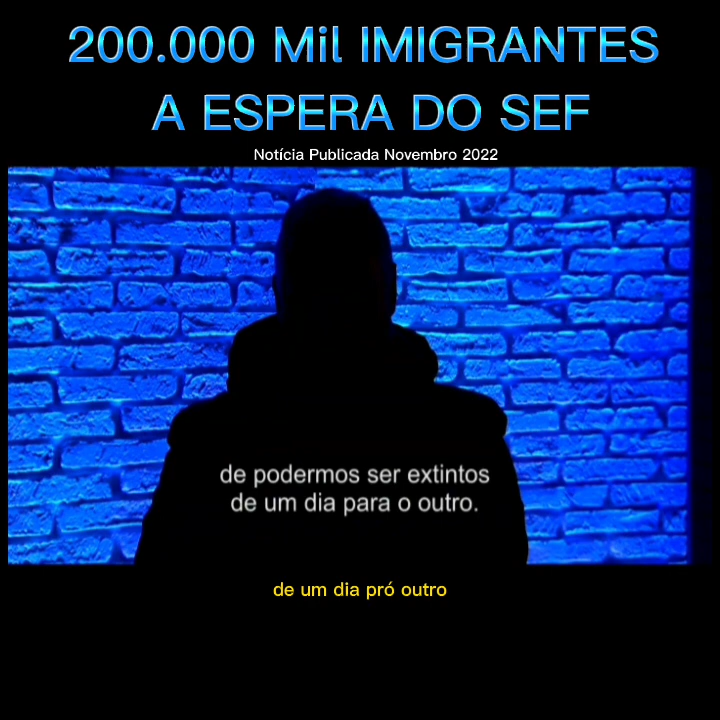 200.000 Mil IMIGRANTES
A ESPERA DO SEF
Notícia Publicada Novembro 2022
de podermos ser extintos
de um dia para o outro.
de um dia pró outro